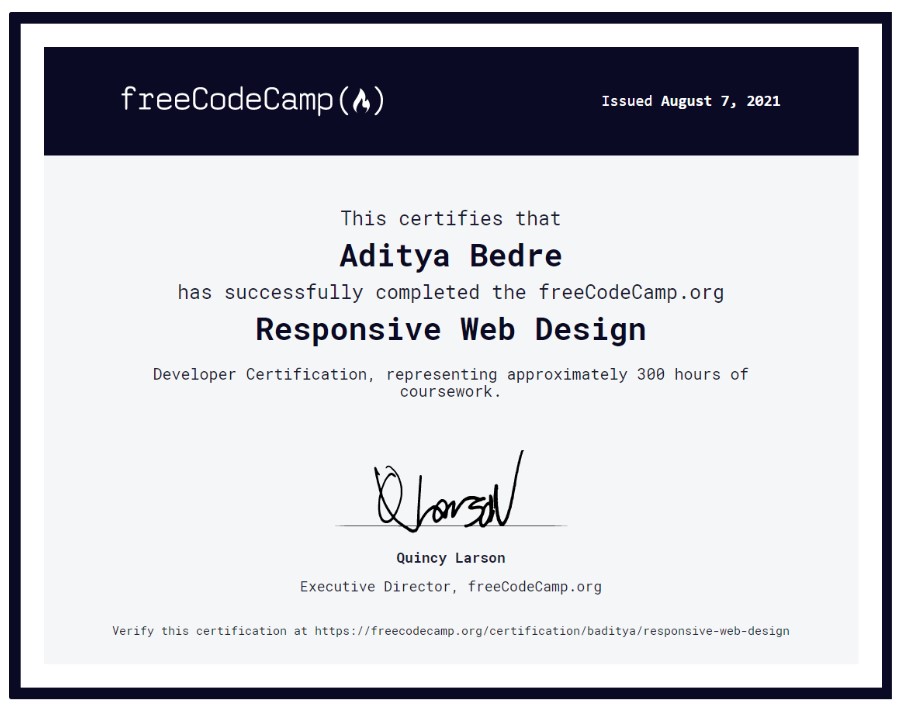 freeCodeCamp(🔥)
Issued August 7, 2021
This certifies that
Aditya Bedre
has successfully completed the freeCodeCamp.org
Responsive Web Design
Developer Certification, representing approximately 300 hours of
coursework.
Q Larson
Quincy Larson
Executive Director, freeCodeCamp.org
Verify this certification at https://freecodecamp.org/certification/baditya/responsive-web-design